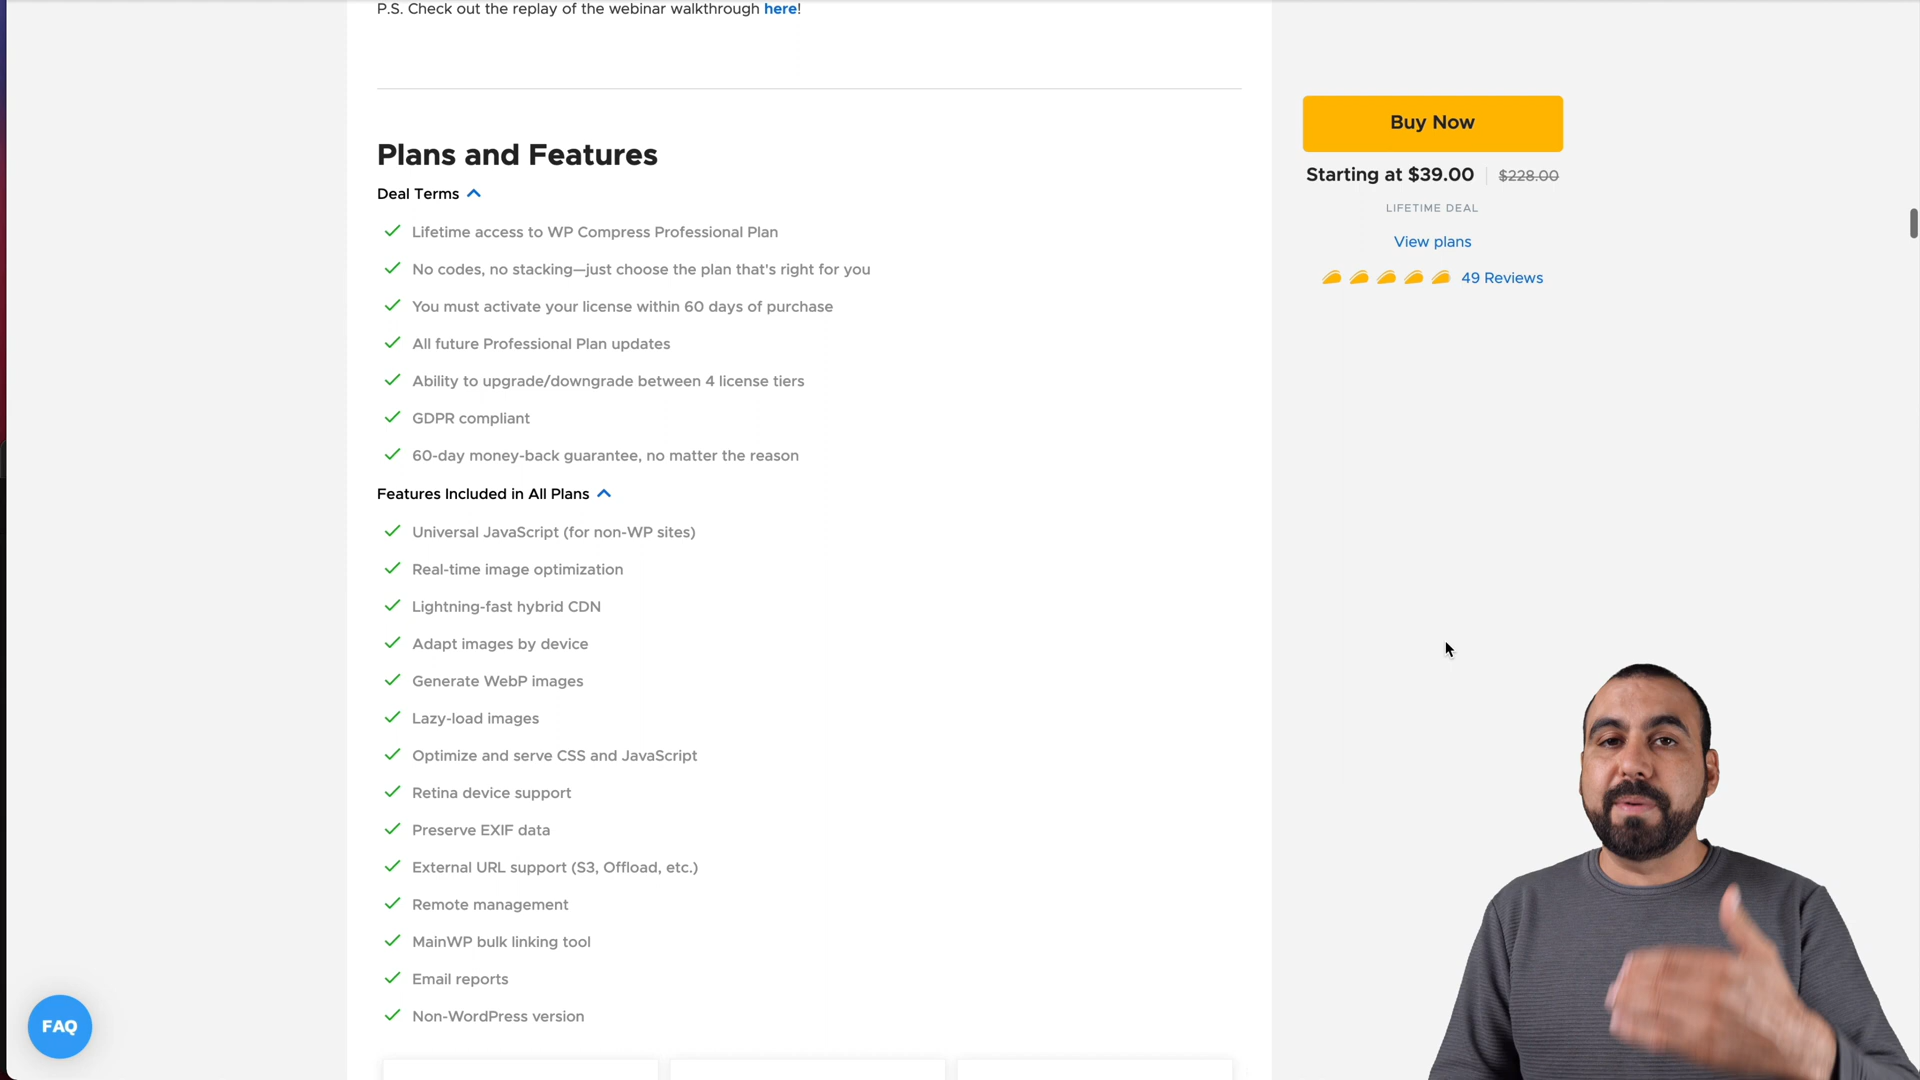 P.S. Check out the replay of the webinar walkthrough here!
Plans and Features
Deal Terms
Lifetime access to WP Compress Professional Plan
No codes, no stacking—just choose the plan that's right for you
You must activate your license within 60 days of purchase
All future Professional Plan updates
Ability to upgrade/downgrade between 4 license tiers
GDPR compliant
60-day money-back guarantee, no matter the reason
Features Included in All Plans
Universal JavaScript (for non-WP sites)
Real-time image optimization
Lightning-fast hybrid CDN
Adapt images by device
Generate WebP images
Lazy-load images
Optimize and serve CSS and JavaScript
Retina device support
Preserve EXIF data
External URL support (S3, Offload, etc.)
Remote management
MainWP bulk linking tool
Email reports
Non-WordPress version
Buy Now
Starting at $39.00 $228.00
LIFETIME DEAL
View plans
49 Reviews
FAQ